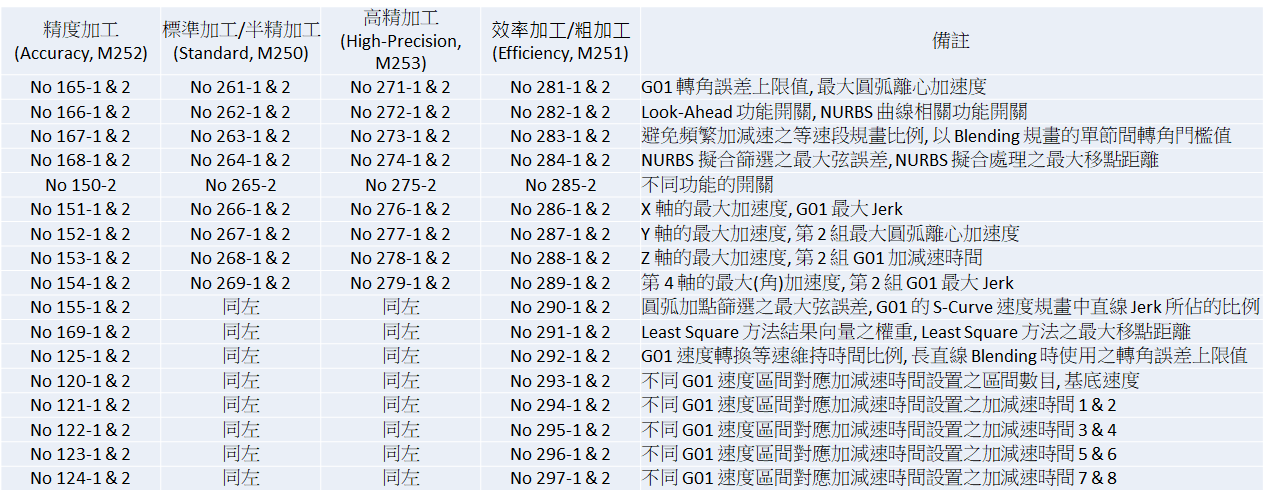 精度加工 (Accuracy, M252) 標準加工/半精加工 (Standard, M250) 高精加工 (High-Precision, M253) 效率加工/粗加工 (Efficiency, M251) 備註
No 165-1 & 2 No 261-1 & 2 No 271-1 & 2 No 281-1 & 2 G01 轉角誤差上限值, 最大圓弧離心加速度
No 166-1 & 2 No 262-1 & 2 No 272-1 & 2 No 282-1 & 2 Look-Ahead 功能開關, NURBS 曲線相關功能開關
No 167-1 & 2 No 263-1 & 2 No 273-1 & 2 No 283-1 & 2 避免頻繁加減速之等速段規畫比例, 以 Blending 規畫的單節間轉角門檻值
No 168-1 & 2 No 264-1 & 2 No 274-1 & 2 No 284-1 & 2 NURBS 擬合篩選之最大弦誤差, NURBS 擬合處理之最大移點距離
No 150-2 No 265-2 No 275-2 No 285-2 不同功能的開關
No 151-1 & 2 No 266-1 & 2 No 276-1 & 2 No 286-1 & 2 X 軸的最大加速度, G01 最大 Jerk
No 152-1 & 2 No 267-1 & 2 No 277-1 & 2 No 287-1 & 2 Y 軸的最大加速度, 第 2 組最大圓弧離心加速度
No 153-1 & 2 No 268-1 & 2 No 278-1 & 2 No 288-1 & 2 Z 軸的最大加速度, 第 2 組 G01 加減速時間
No 154-1 & 2 No 269-1 & 2 No 279-1 & 2 No 289-1 & 2 第 4 軸的最大(角)加速度, 第 2 組 G01 最大 Jerk
No 155-1 & 2 同左 同左 No 290-1 & 2 圓弧加點篩選之最大弦誤差, G01 的 S-Curve 速度規畫中直線 Jerk 所佔的比例
No 169-1 & 2 同左 同左 No 291-1 & 2 Least Square 方法結果向量之權重, Least Square 方法之最大移點距離
No 125-1 & 2 同左 同左 No 292-1 & 2 G01 速度轉換等速維持時間比例, 長直線 Blending 時使用之轉角誤差上限值
No 120-1 & 2 同左 同左 No 293-1 & 2 不同 G01 速度區間對應加減速時間設置之區間數目, 基底速度
No 121-1 & 2 同左 同左 No 294-1 & 2 不同 G01 速度區間對應加減速時間設置之加減速時間 1 & 2
No 122-1 & 2 同左 同左 No 295-1 & 2 不同 G01 速度區間對應加減速時間設置之加減速時間 3 & 4
No 123-1 & 2 同左 同左 No 296-1 & 2 不同 G01 速度區間對應加減速時間設置之加減速時間 5 & 6
No 124-1 & 2 同左 同左 No 297-1 & 2 不同 G01 速度區間對應加減速時間設置之加減速時間 7 & 8